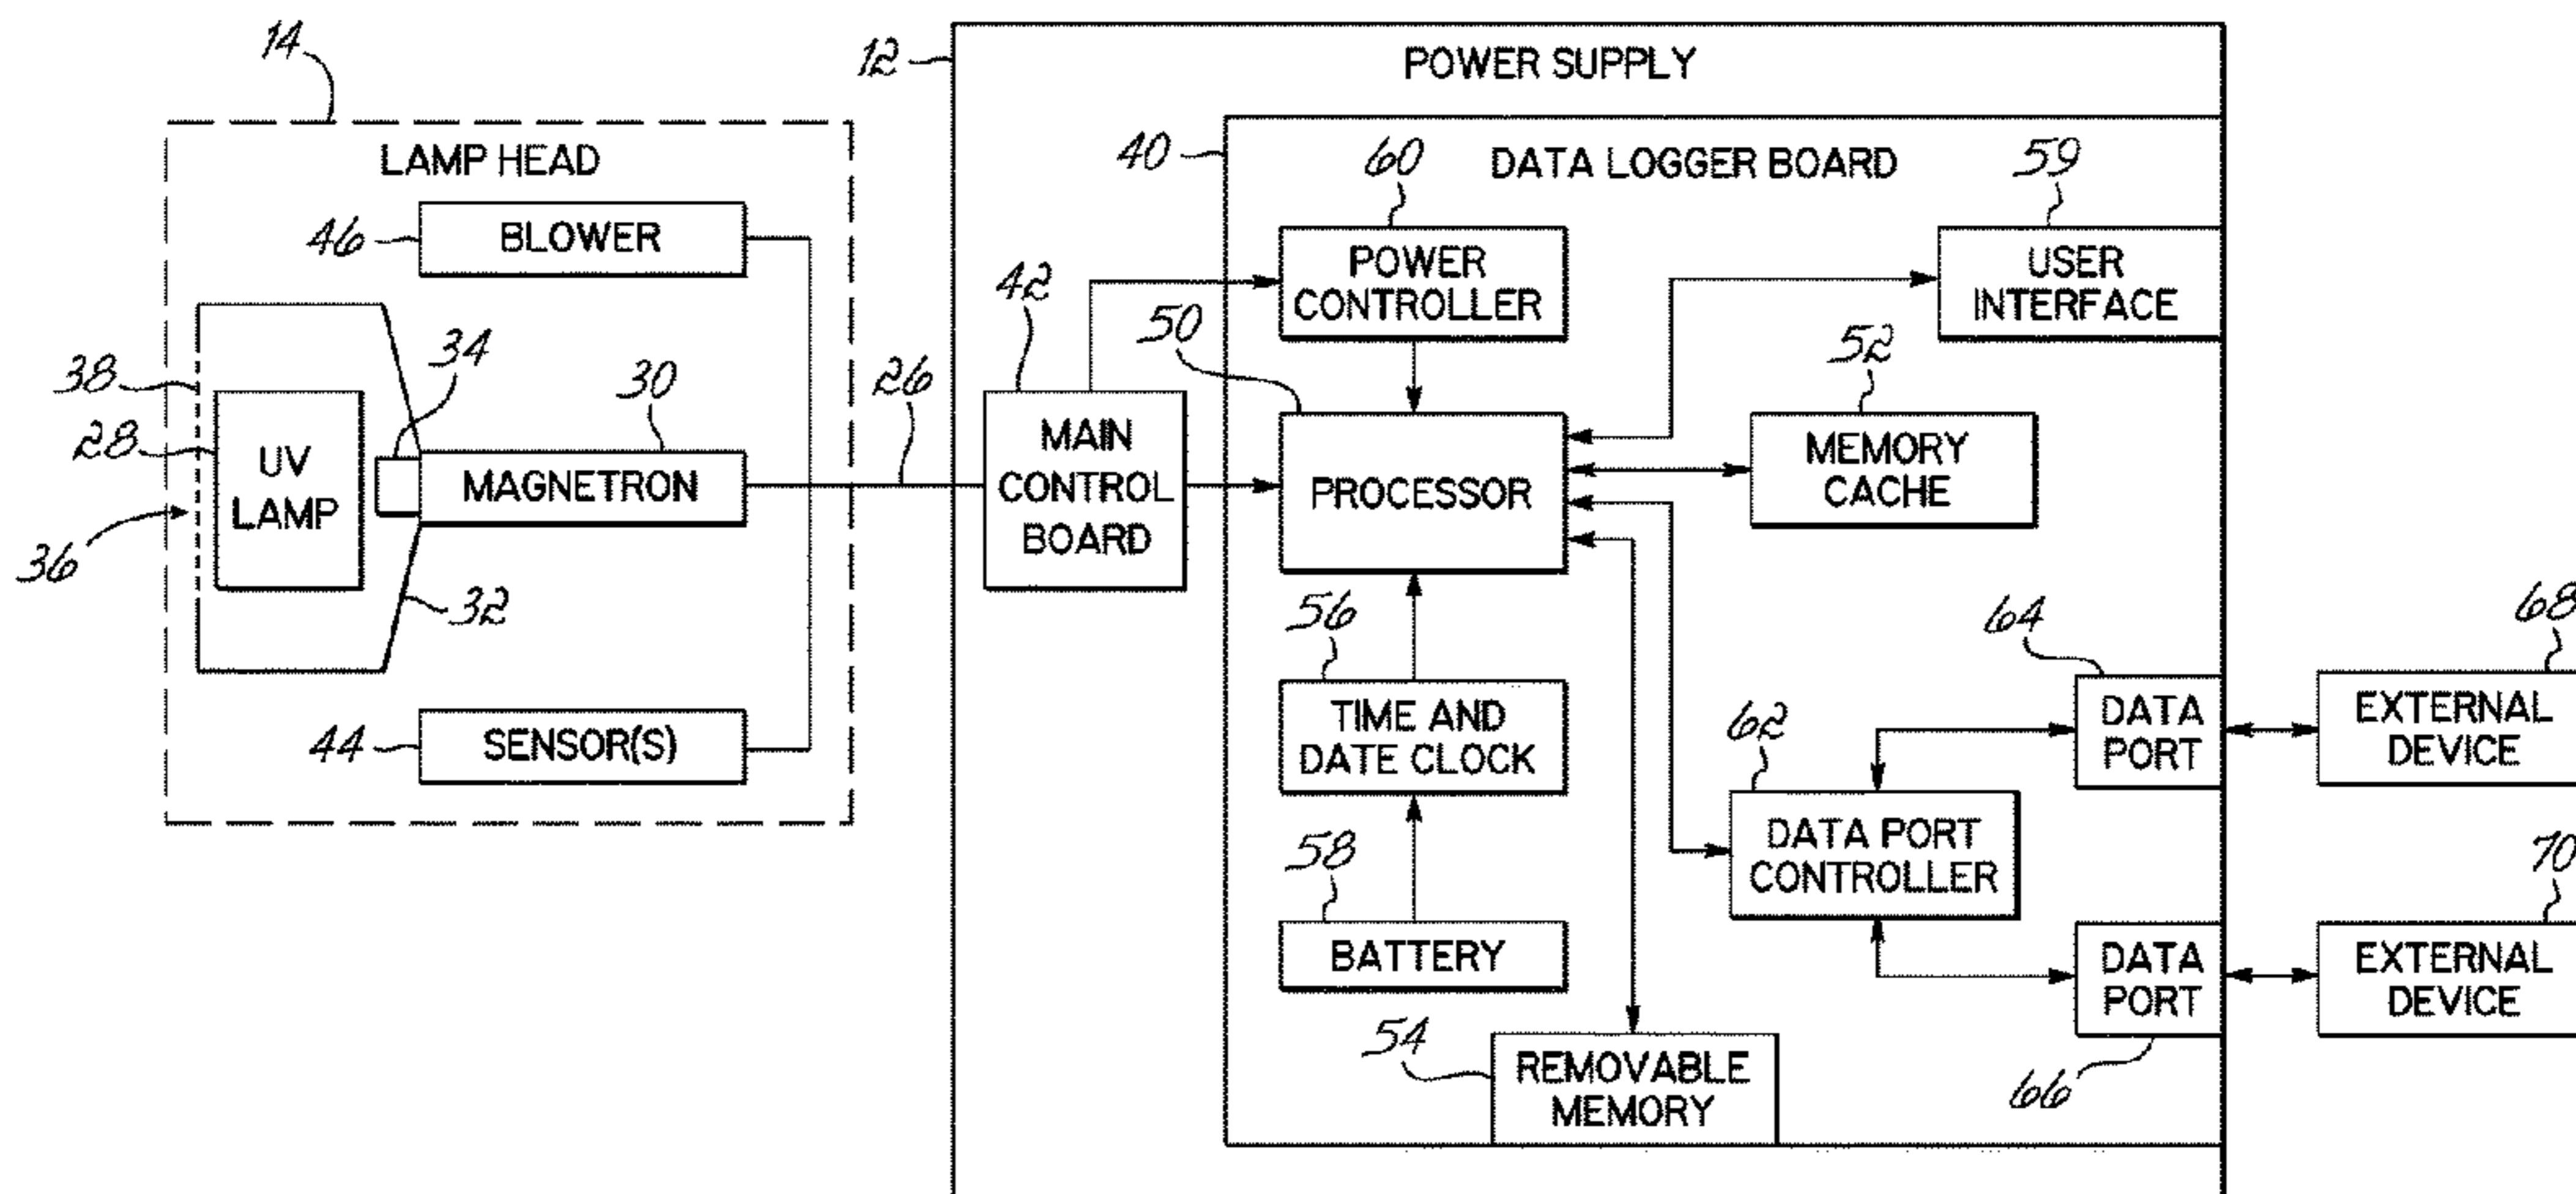 14
LAMP HEAD
46
BLOWER
38
34
30
28
UV
LAMP
MAGNETRON
36
32
44
SENSOR(S)
26
12
POWER SUPPLY
42
MAIN
CONTROL
BOARD
40
DATA LOGGER BOARD
60
POWER
CONTROLLER
59
USER
INTERFACE
50
PROCESSOR
52
MEMORY
CACHE
56
TIME AND
DATE CLOCK
58
BATTERY
54
REMOVABLE
MEMORY
62
DATA PORT
CONTROLLER
64
DATA
PORT
DATA
PORT
66
68
EXTERNAL
DEVICE
70
EXTERNAL
DEVICE